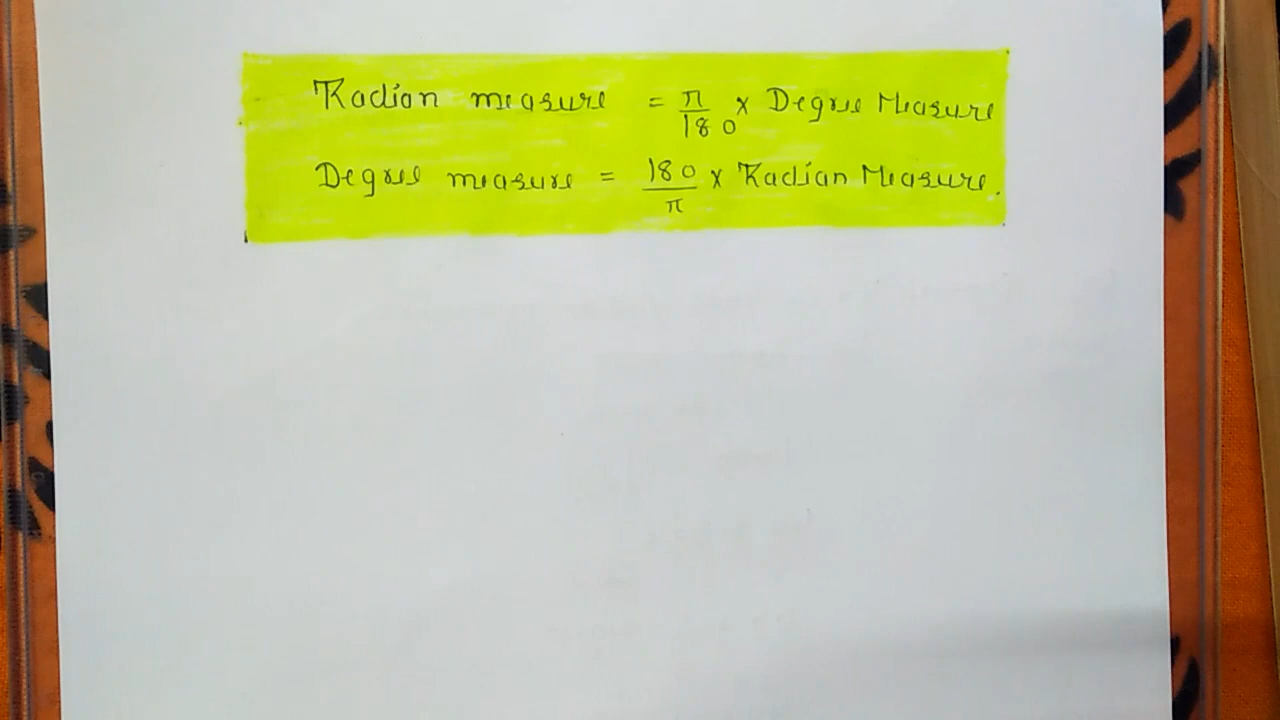 Radian measure = π/180 x Degree Measure
Degree measure = 180/π x Radian Measure.